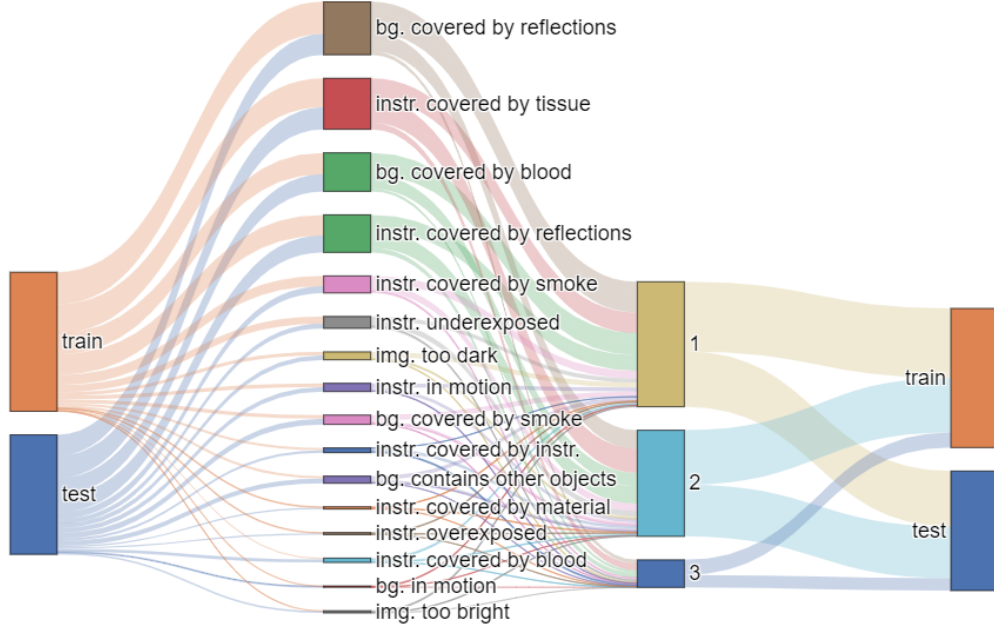 train
test
bg. covered by reflections
instr. covered by tissue
bg. covered by blood
instr. covered by reflections
instr. covered by smoke
instr. underexposed
img. too dark
instr. in motion
bg. covered by smoke
instr. covered by instr.
bg. contains other objects
instr. covered by material
instr. overexposed
instr. covered by blood
bg. in motion
img. too bright
1
2
3
train
test